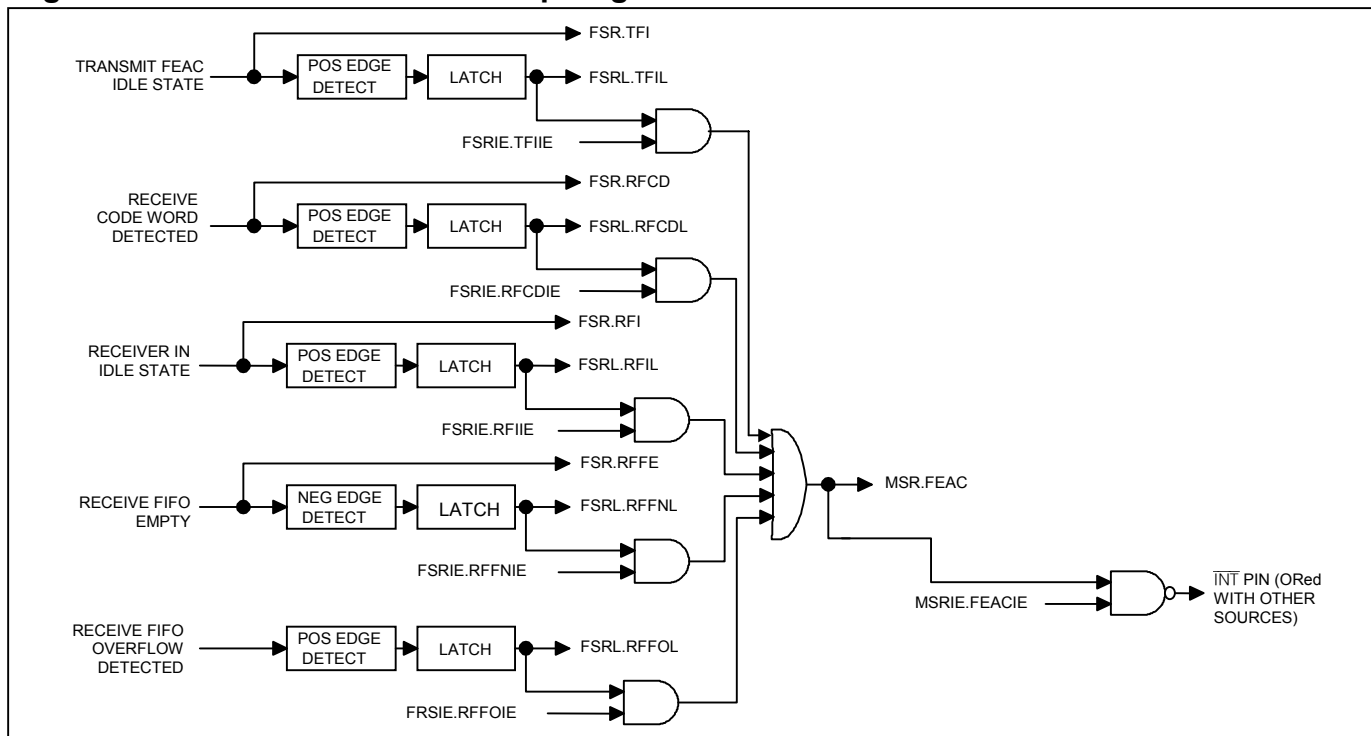 TRANSMIT FEAC
IDLE STATE
POS EDGE
DETECT
LATCH
FSR.TFI
FSRL.TFIL
FSRIE.TFIIE
RECEIVE
CODE WORD
DETECTED
POS EDGE
DETECT
LATCH
FSR.RFCD
FSRL.RFCDL
FSRIE.RFCDIE
RECEIVER IN
IDLE STATE
POS EDGE
DETECT
LATCH
FSR.RFI
FSRL.RFIL
FSRIE.RFIIE
RECEIVE FIFO
EMPTY
NEG EDGE
DETECT
LATCH
FSR.RFFE
FSRL.RFFNL
FSRIE.RFFNIE
RECEIVE FIFO
OVERFLOW
DETECTED
POS EDGE
DETECT
LATCH
FSRL.RFFOL
FRSIE.RFFOIE
MSR.FEAC
MSRIE.FEACIE
INT PIN (ORed
WITH OTHER
SOURCES)